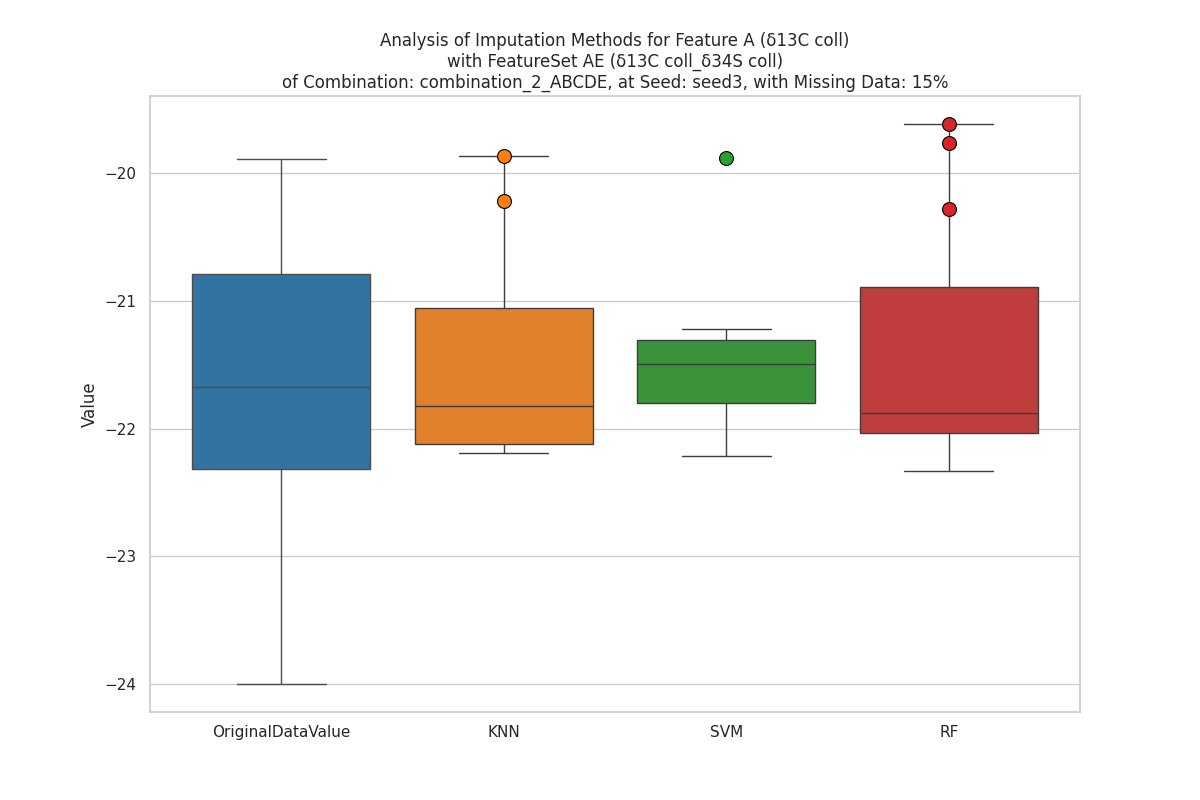 Analysis of Imputation Methods for Feature A (δ13C coll)
with FeatureSet AE (δ13C coll_δ34S coll)
of Combination: combination_2_ABCDE, at Seed: seed3, with Missing Data: 15%
Value
−20
−21
−22
−23
−24
OriginalDataValue
KNN
SVM
RF